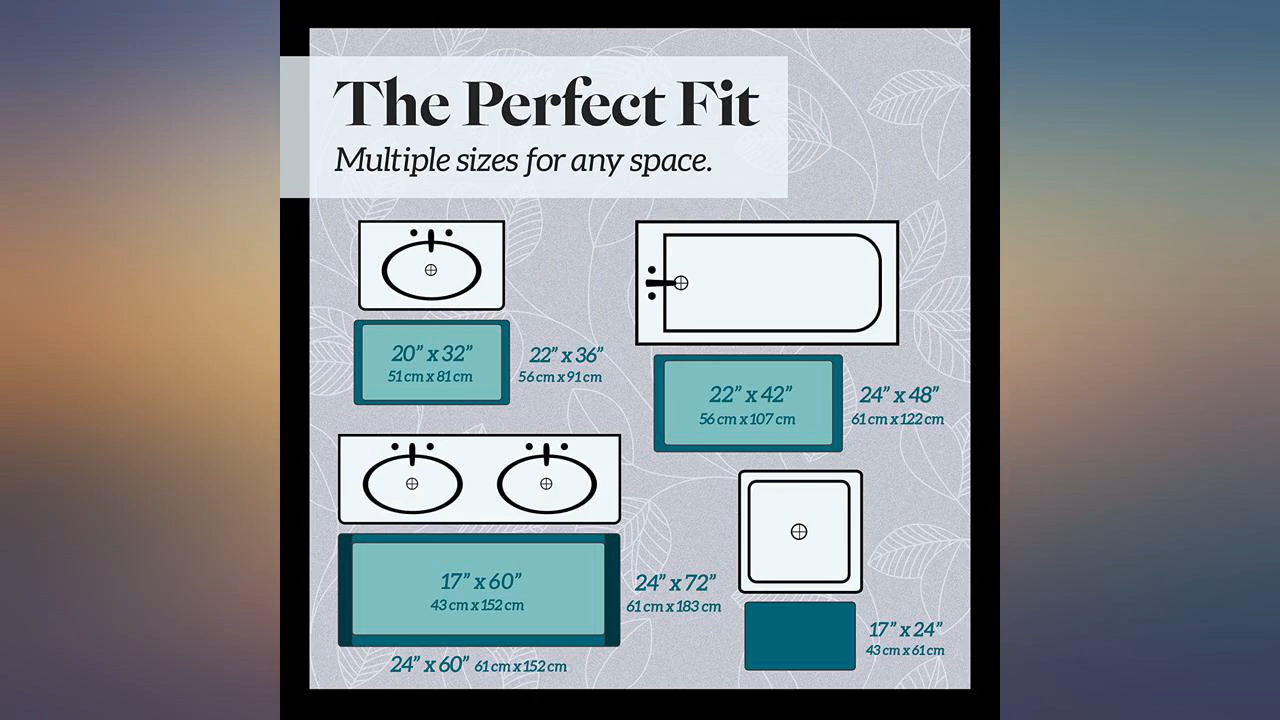 The Perfect Fit
Multiple sizes for any space.
20” x 32”
51 cm x 81 cm
22” x 36”
56 cm x 91 cm
22” x 42”
56 cm x 107 cm
24” x 48”
61 cm x 122 cm
17” x 60”
43 cm x 152 cm
24” x 72”
61 cm x 183 cm
24” x 60” 61 cm x 152 cm
17” x 24”
43 cm x 61 cm